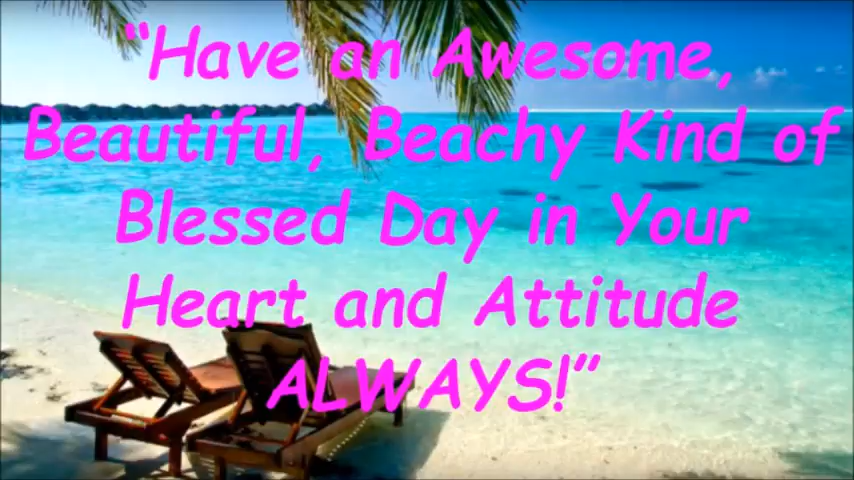 “Have an Awesome,
Beautiful, Beachy Kind of
Blessed Day in Your
Heart and Attitude
ALWAYS!”